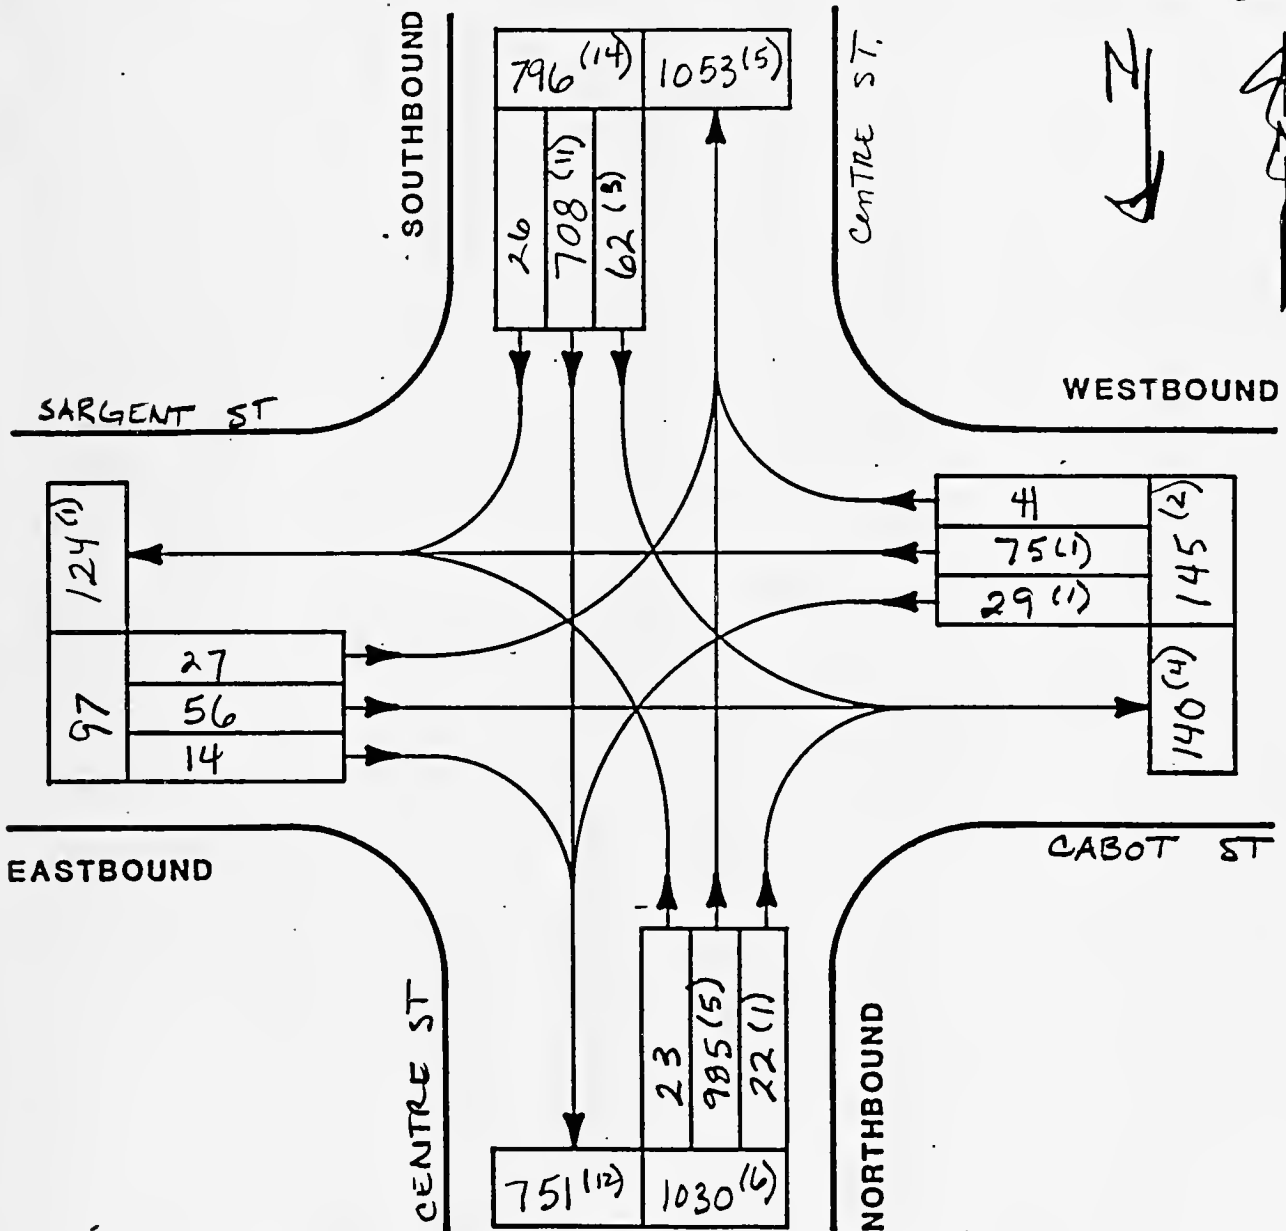 SOUTHBOUND
796 (14)
1053 (5)
CENTRE ST.
N
26
708 (11)
62 (3)
SARGENT ST
WESTBOUND
124 (1)
41
75 (1)
29 (1)
145 (2)
97
27
56
14
140 (4)
EASTBOUND
CABOT ST
CENTRE ST
23
985 (5)
22 (1)
NORTHBOUND
751 (12)
1030 (6)